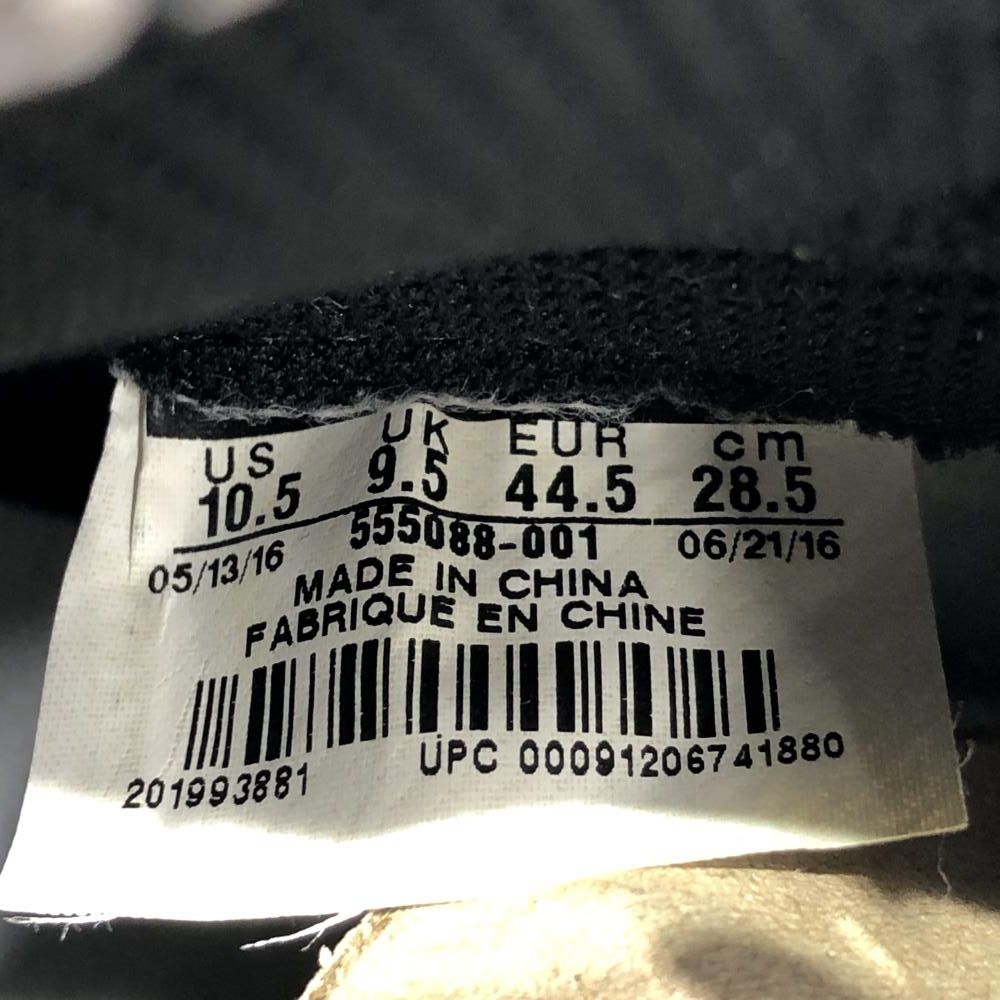 US UK EUR cm
10.5 9.5 44.5 28.5
05/13/16 555088-001 06/21/16
MADE IN CHINA
FABRIQUE EN CHINE
201993881 UPC 00091206741880